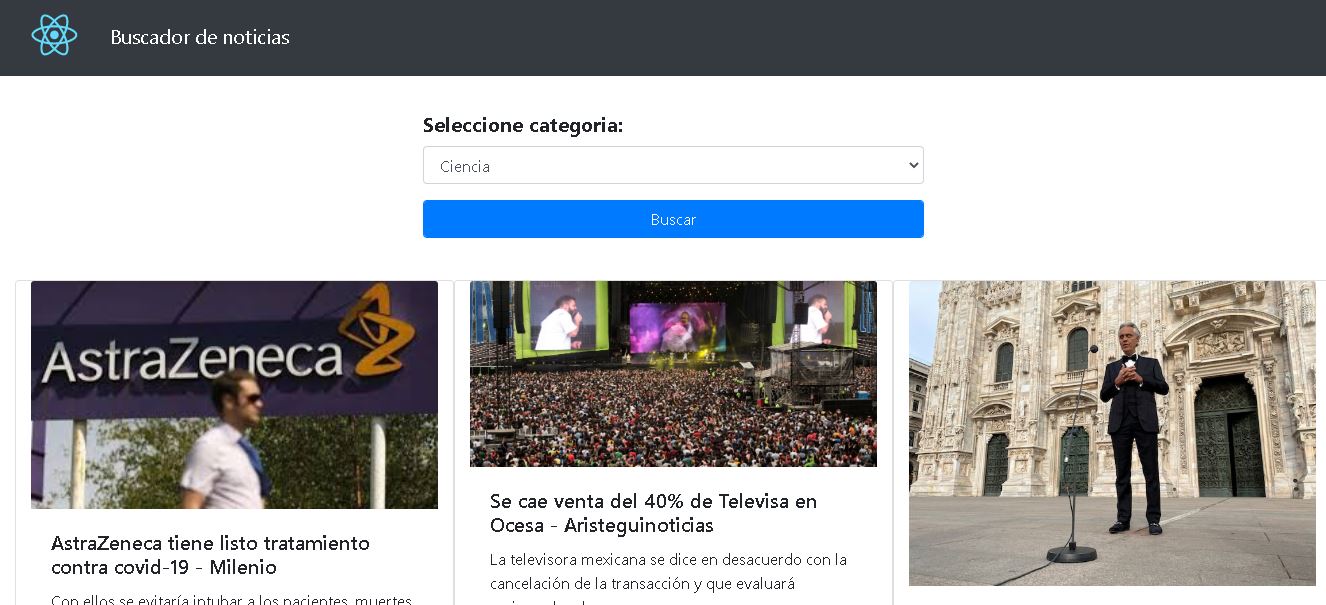 Buscador de noticias
Seleccione categoria:
Ciencia
Buscar
AstraZeneca
AstraZeneca tiene listo tratamiento
contra covid-19 - Milenio
Con ellos se evitaría intubar a los pacientes, muertes
Se cae venta del 40% de Televisa en
Ocesa - Aristeguinoticias
La televisora mexicana se dice en desacuerdo con la
cancelación de la transacción y que evaluará